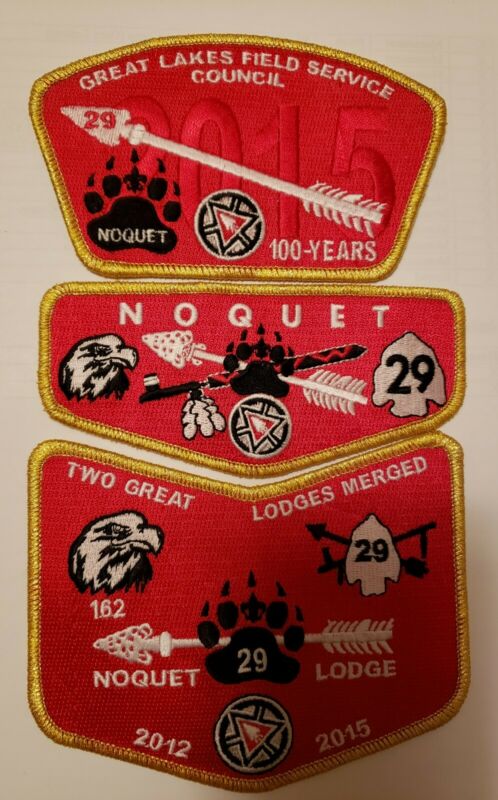 GREAT LAKES FIELD SERVICE
COUNCIL
2015
29
NOQUET
100-YEARS
NOQUET
29
TWO GREAT LODGES MERGED
29
162
29
NOQUET LODGE
2012 2015